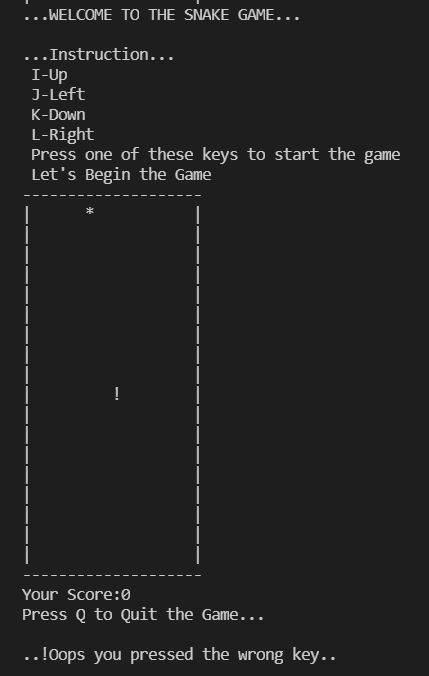 ...WELCOME TO THE SNAKE GAME...
...Instruction...
I-Up
J-Left
K-Down
L-Right
Press one of these keys to start the game
Let's Begin the Game
--------------------
|      *           |
|                  |
|                  |
|                  |
|                  |
|                  |
|                  |
|                  |
|                  |
|         !        |
|                  |
|                  |
|                  |
|                  |
|                  |
|                  |
|                  |
|                  |
--------------------
Your Score:0
Press Q to Quit the Game...
..!Oops you pressed the wrong key..